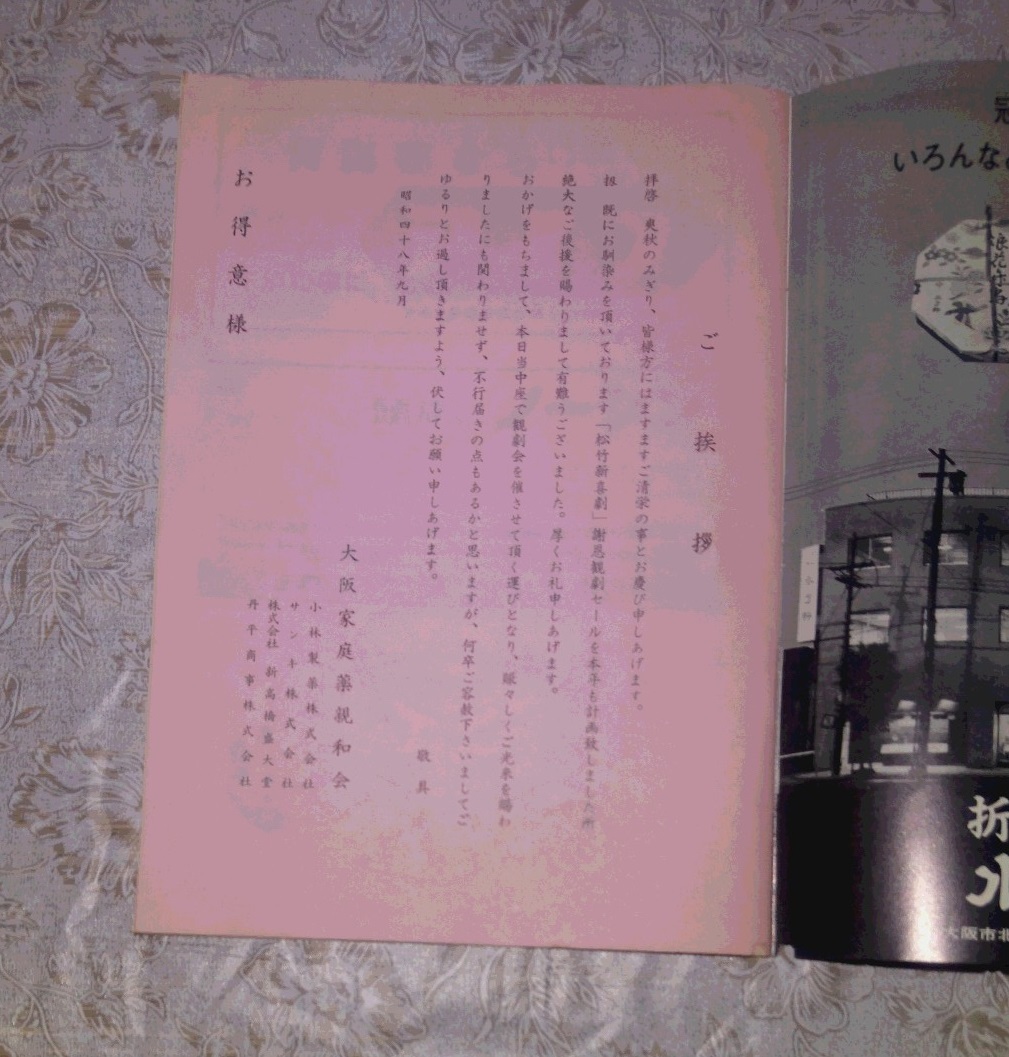 ご挨拶
拝啓 爽秋のみぎり、皆様方にはますますご清栄の事とお慶び申しあげます。
扨 既にお馴染みを頂いております「松竹新喜劇」謝恩観劇セールを本年も計画致しました所
絶大なご後援を賜わりまして有難うございました。厚くお礼申しあげます。
おかげをもちまして、本日当中座で観劇会を催させて頂く運びとなり、賑々しくご光来を賜わ
りましたにも関わりませず、不行届きの点もあるかと思いますが、何卒ご容赦下さいましてご
ゆるりとお過し頂きますよう、伏してお願い申しあげます。
敬具
昭和四十八年九月
大阪家庭薬親和会
小林製薬株式会社
サンキ株式会社
株式会社 新高橋盛大堂
丹平商事株式会社
お得意様
いろんな
折
水
大阪市北